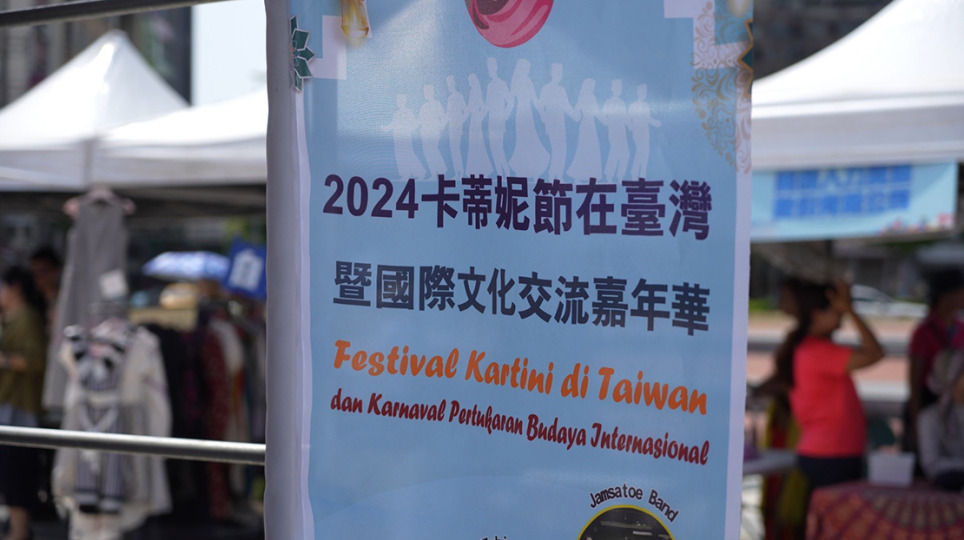 2024卡蒂妮節在臺灣
暨國際文化交流嘉年華
Festival Kartini di Taiwan
dan Karnaval Pertukaran Budaya Internasional
Jamsatoe Band